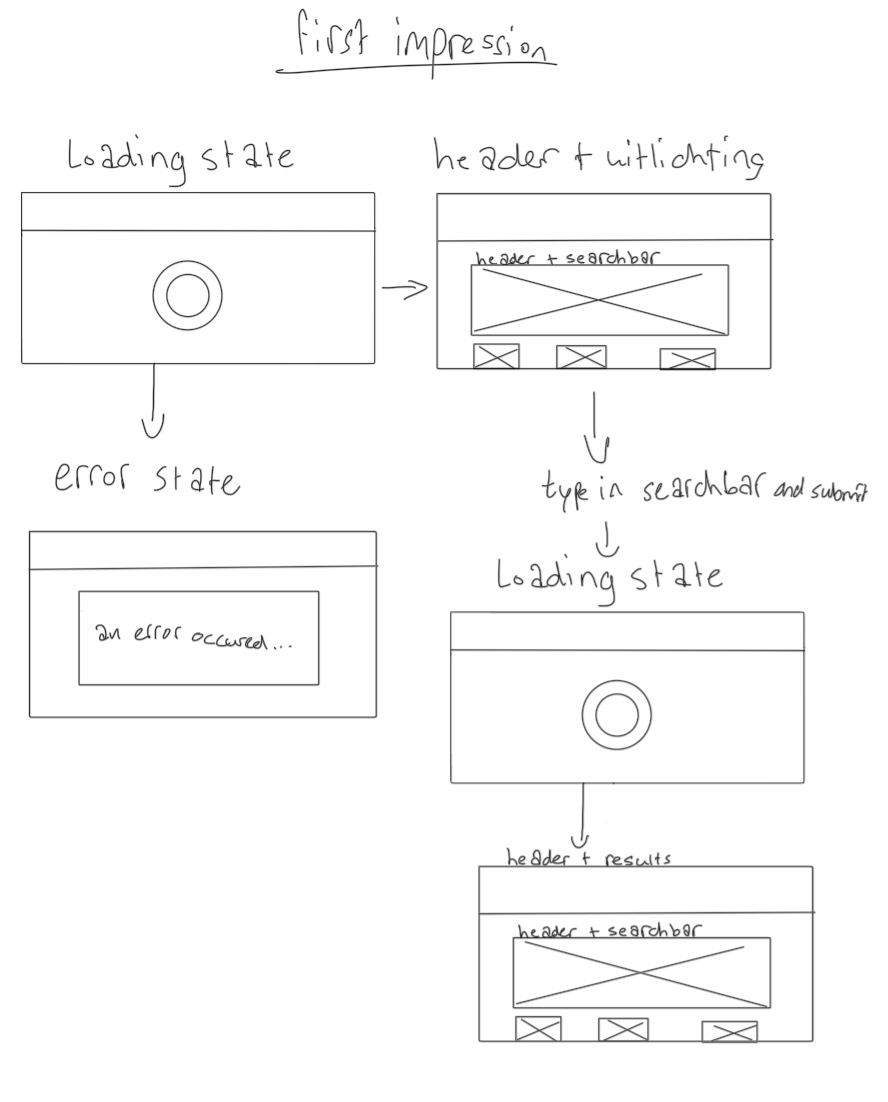 first impression
Loading state
header + uitlichting
header + searchbar
error state
an error occured...
type in searchbar and submit
Loading state
header + results
header + searchbar